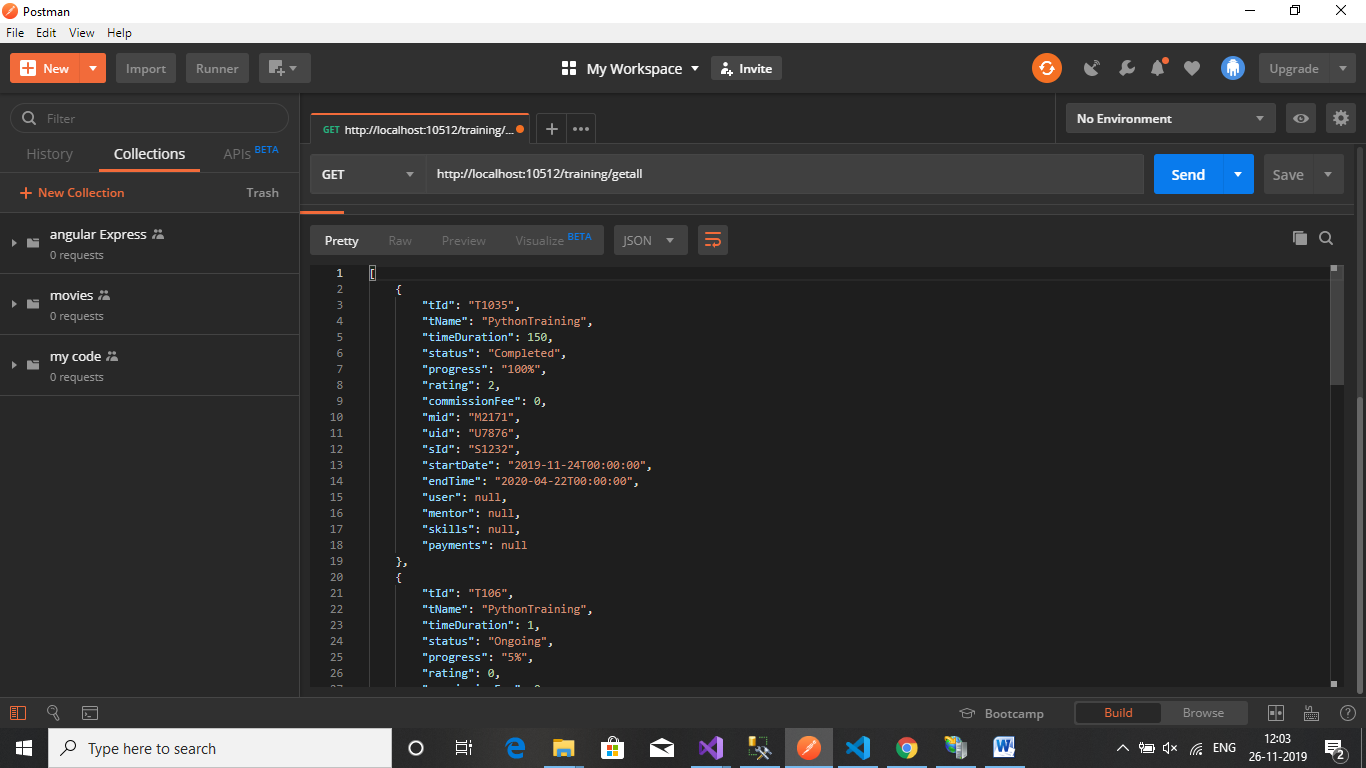 Postman
File Edit View Help
New Import Runner My Workspace Invite Upgrade
Filter
History Collections APIs BETA
New Collection Trash
angular Express
0 requests
movies
0 requests
my code
0 requests
GET http://localhost:10512/training/...
No Environment
GET http://localhost:10512/training/getall Send Save
Pretty Raw Preview Visualize BETA JSON
1 [
2 {
3 "tId": "T1035",
4 "tName": "PythonTraining",
5 "timeDuration": 150,
6 "status": "Completed",
7 "progress": "100%",
8 "rating": 2,
9 "commissionFee": 0,
10 "mid": "M2171",
11 "uid": "U7876",
12 "sId": "S1232",
13 "startDate": "2019-11-24T00:00:00",
14 "endTime": "2020-04-22T00:00:00",
15 "user": null,
16 "mentor": null,
17 "skills": null,
18 "payments": null
19 },
20 {
21 "tId": "T106",
22 "tName": "PythonTraining",
23 "timeDuration": 1,
24 "status": "Ongoing",
25 "progress": "5%",
26 "rating": 0,
Bootcamp Build Browse
Type here to search
ENG
12:03
26-11-2019
2